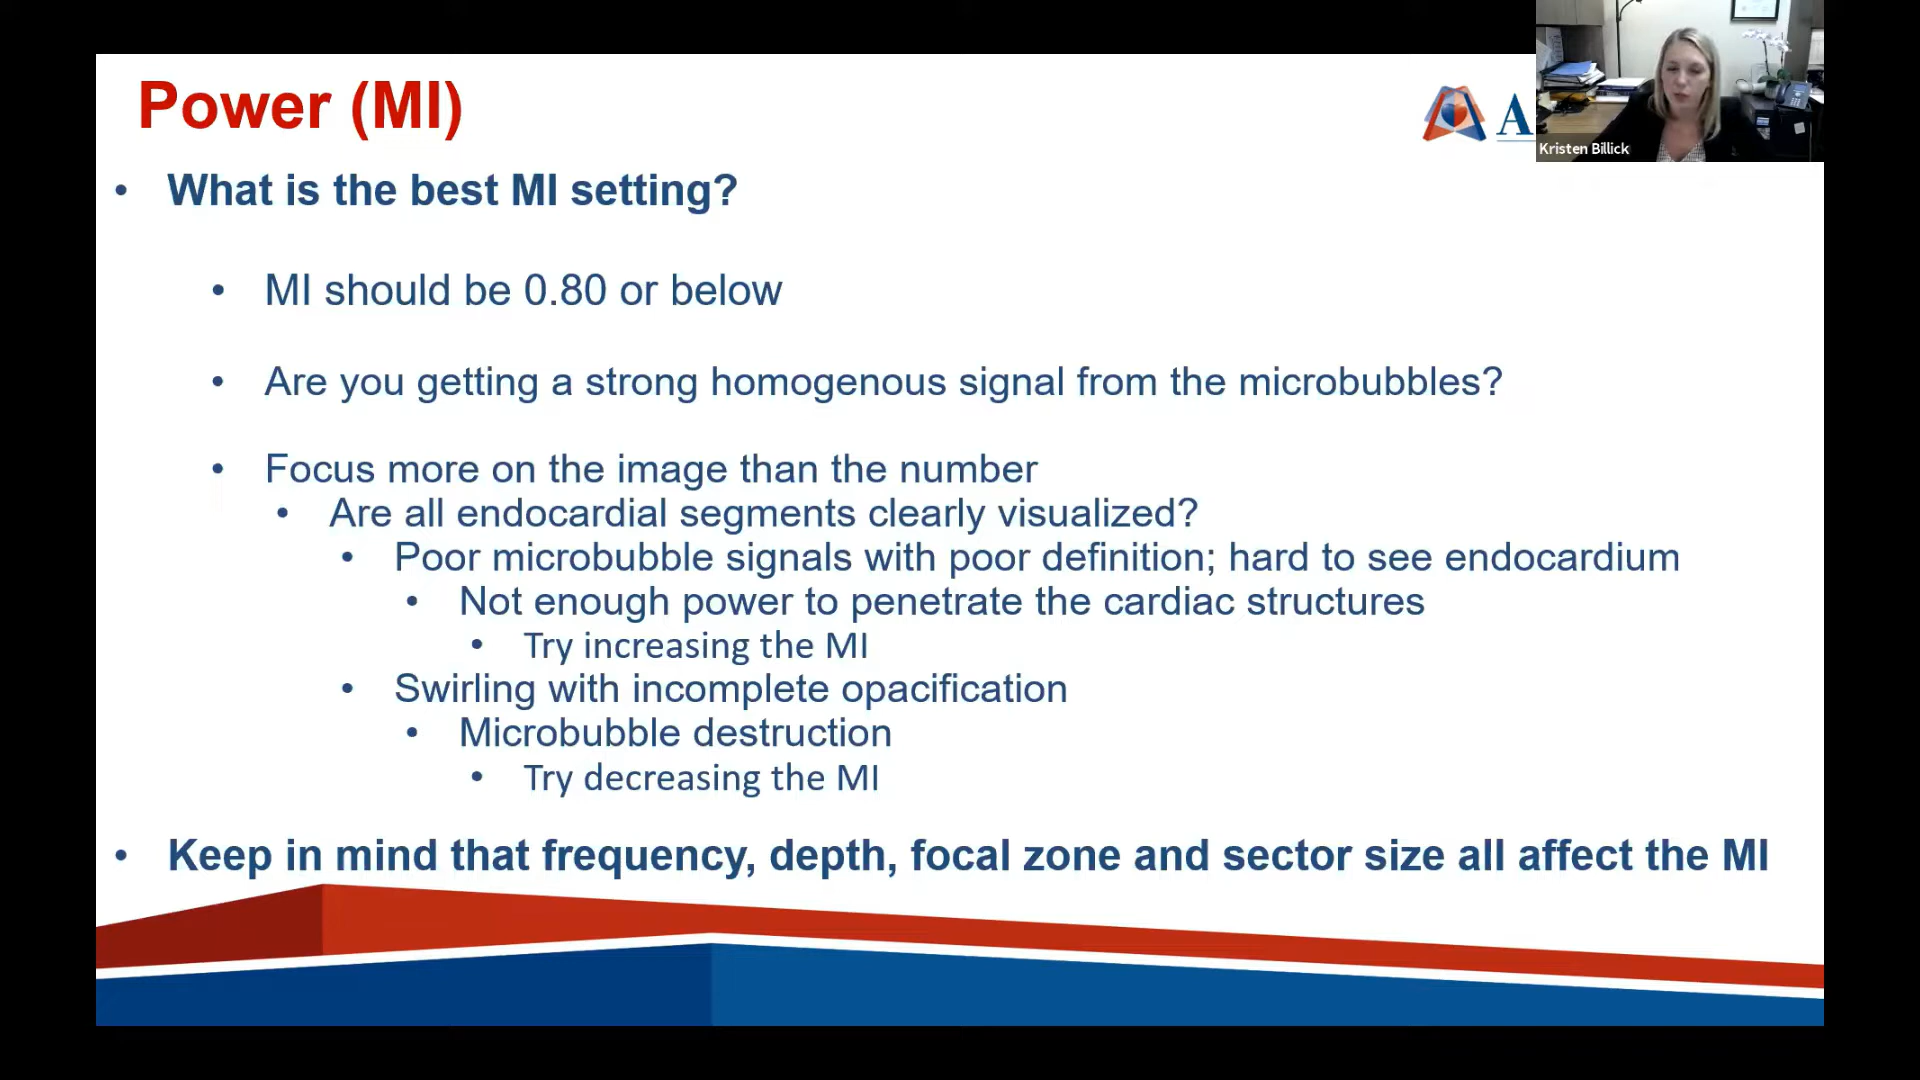 Power (MI)
A
Kristen Billick
• What is the best MI setting?
• MI should be 0.80 or below
• Are you getting a strong homogenous signal from the microbubbles?
• Focus more on the image than the number
• Are all endocardial segments clearly visualized?
• Poor microbubble signals with poor definition; hard to see endocardium
• Not enough power to penetrate the cardiac structures
• Try increasing the MI
• Swirling with incomplete opacification
• Microbubble destruction
• Try decreasing the MI
• Keep in mind that frequency, depth, focal zone and sector size all affect the MI